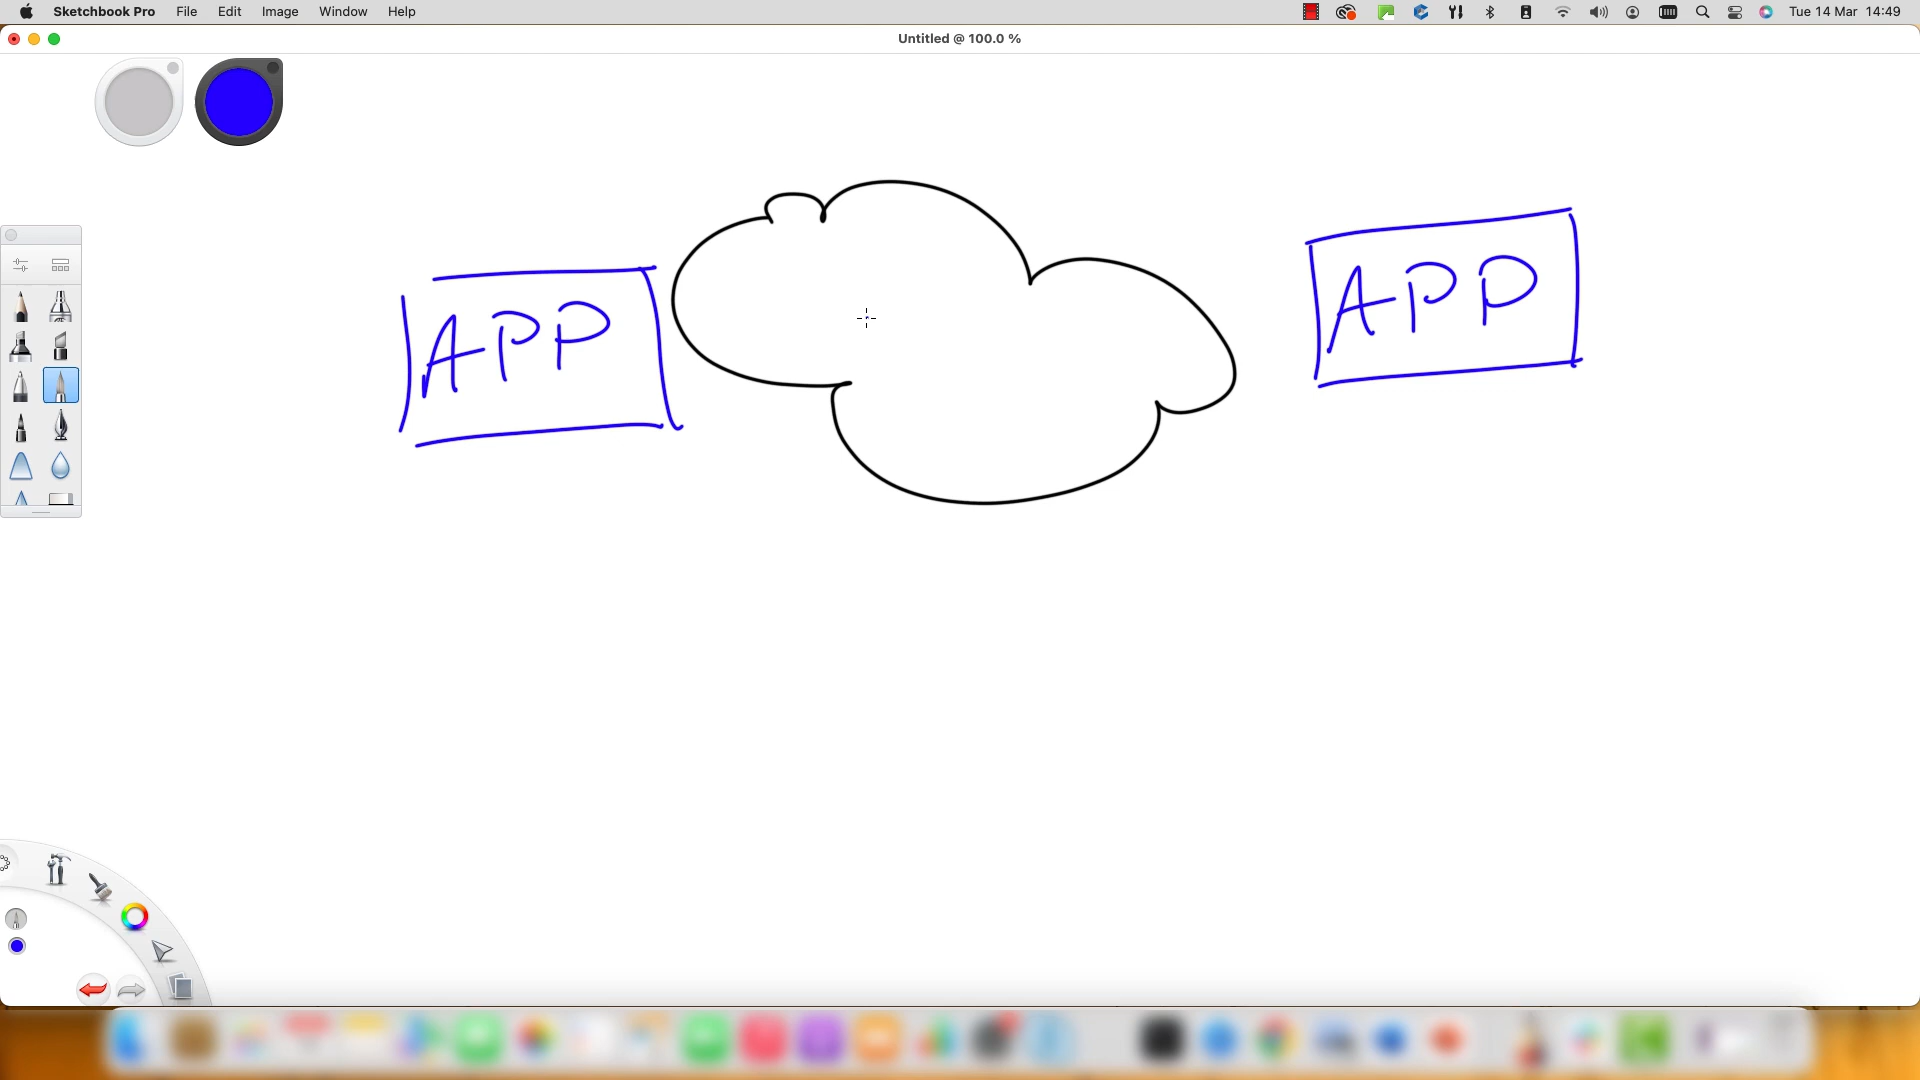 Sketchbook Pro File Edit Image Window Help Tue 14 Mar 14:49
Untitled @ 100.0 %
APP
APP